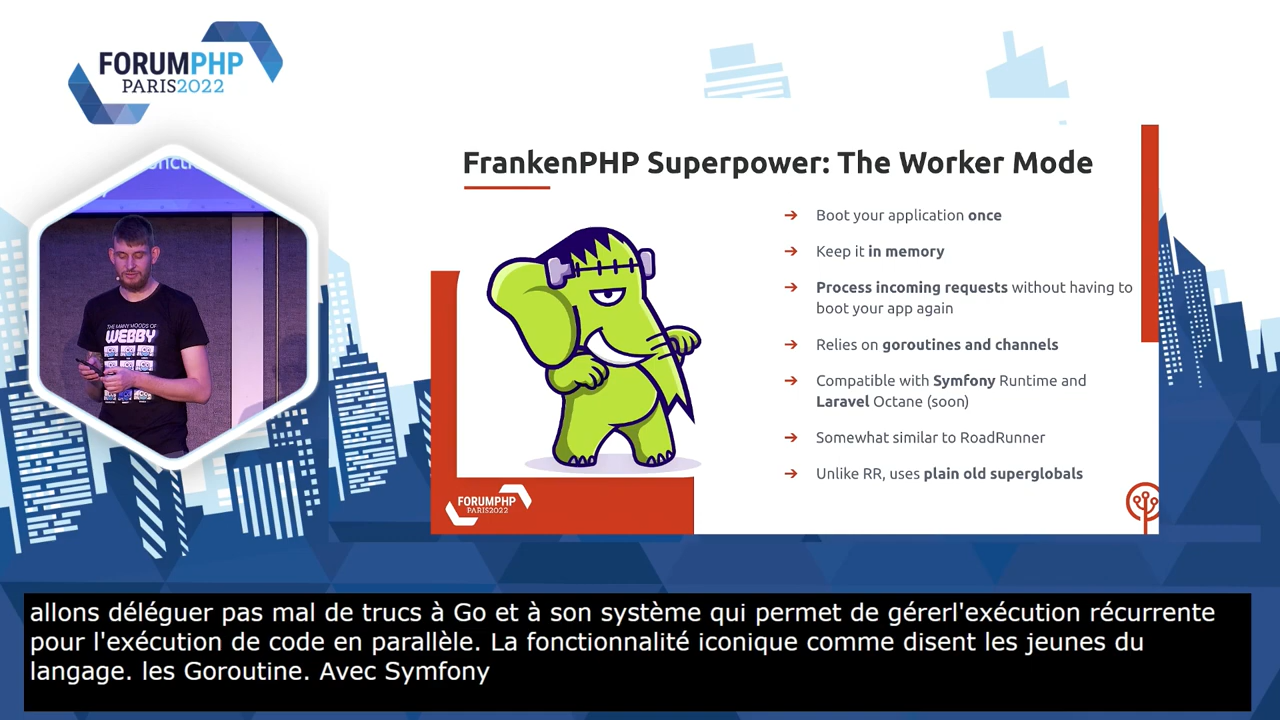 FORUMPHP
PARIS2022
FrankenPHP Superpower: The Worker Mode
➔ Boot your application once
➔ Keep it in memory
➔ Process incoming requests without having to
boot your app again
➔ Relies on goroutines and channels
➔ Compatible with Symfony Runtime and
Laravel Octane (soon)
➔ Somewhat similar to RoadRunner
➔ Unlike RR, uses plain old superglobals
THE MANY MOODS OF
WEBBY
FORUMPHP
PARIS2022
allons déléguer pas mal de trucs à Go et à son système qui permet de gérerl'exécution récurrente
pour l'exécution de code en parallèle. La fonctionnalité iconique comme disent les jeunes du
langage. les Goroutine. Avec Symfony